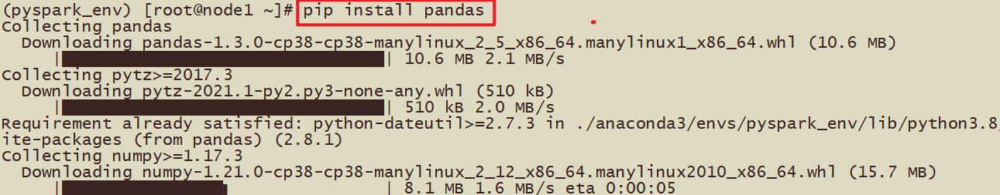 (pyspark_env) [root@node1 ~]# pip install pandas
Collecting pandas
  Downloading pandas-1.3.0-cp38-cp38-manylinux_2_5_x86_64.manylinux1_x86_64.whl (10.6 MB)
     |████████████████████████████████| 10.6 MB 2.1 MB/s
Collecting pytz>=2017.3
  Downloading pytz-2021.1-py2.py3-none-any.whl (510 kB)
     |████████████████████████████████| 510 kB 2.0 MB/s
Requirement already satisfied: python-dateutil>=2.7.3 in ./anaconda3/envs/pyspark_env/lib/python3.8/
ite-packages (from pandas) (2.8.1)
Collecting numpy>=1.17.3
  Downloading numpy-1.21.0-cp38-cp38-manylinux_2_12_x86_64.manylinux2010_x86_64.whl (15.7 MB)
     |████████████████▌               | 8.1 MB 1.6 MB/s eta 0:00:05